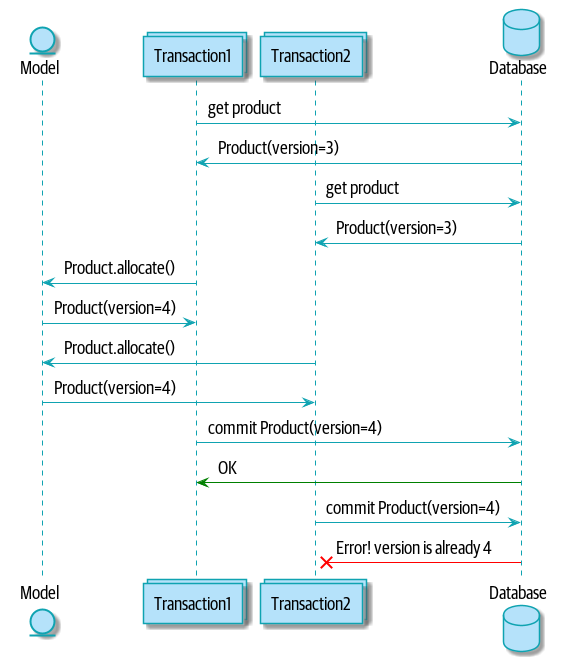 Model
Transaction1
Transaction2
Database
get product
Product(version=3)
get product
Product(version=3)
Product.allocate()
Product(version=4)
Product.allocate()
Product(version=4)
commit Product(version=4)
OK
commit Product(version=4)
Error! version is already 4
Model
Transaction1
Transaction2
Database